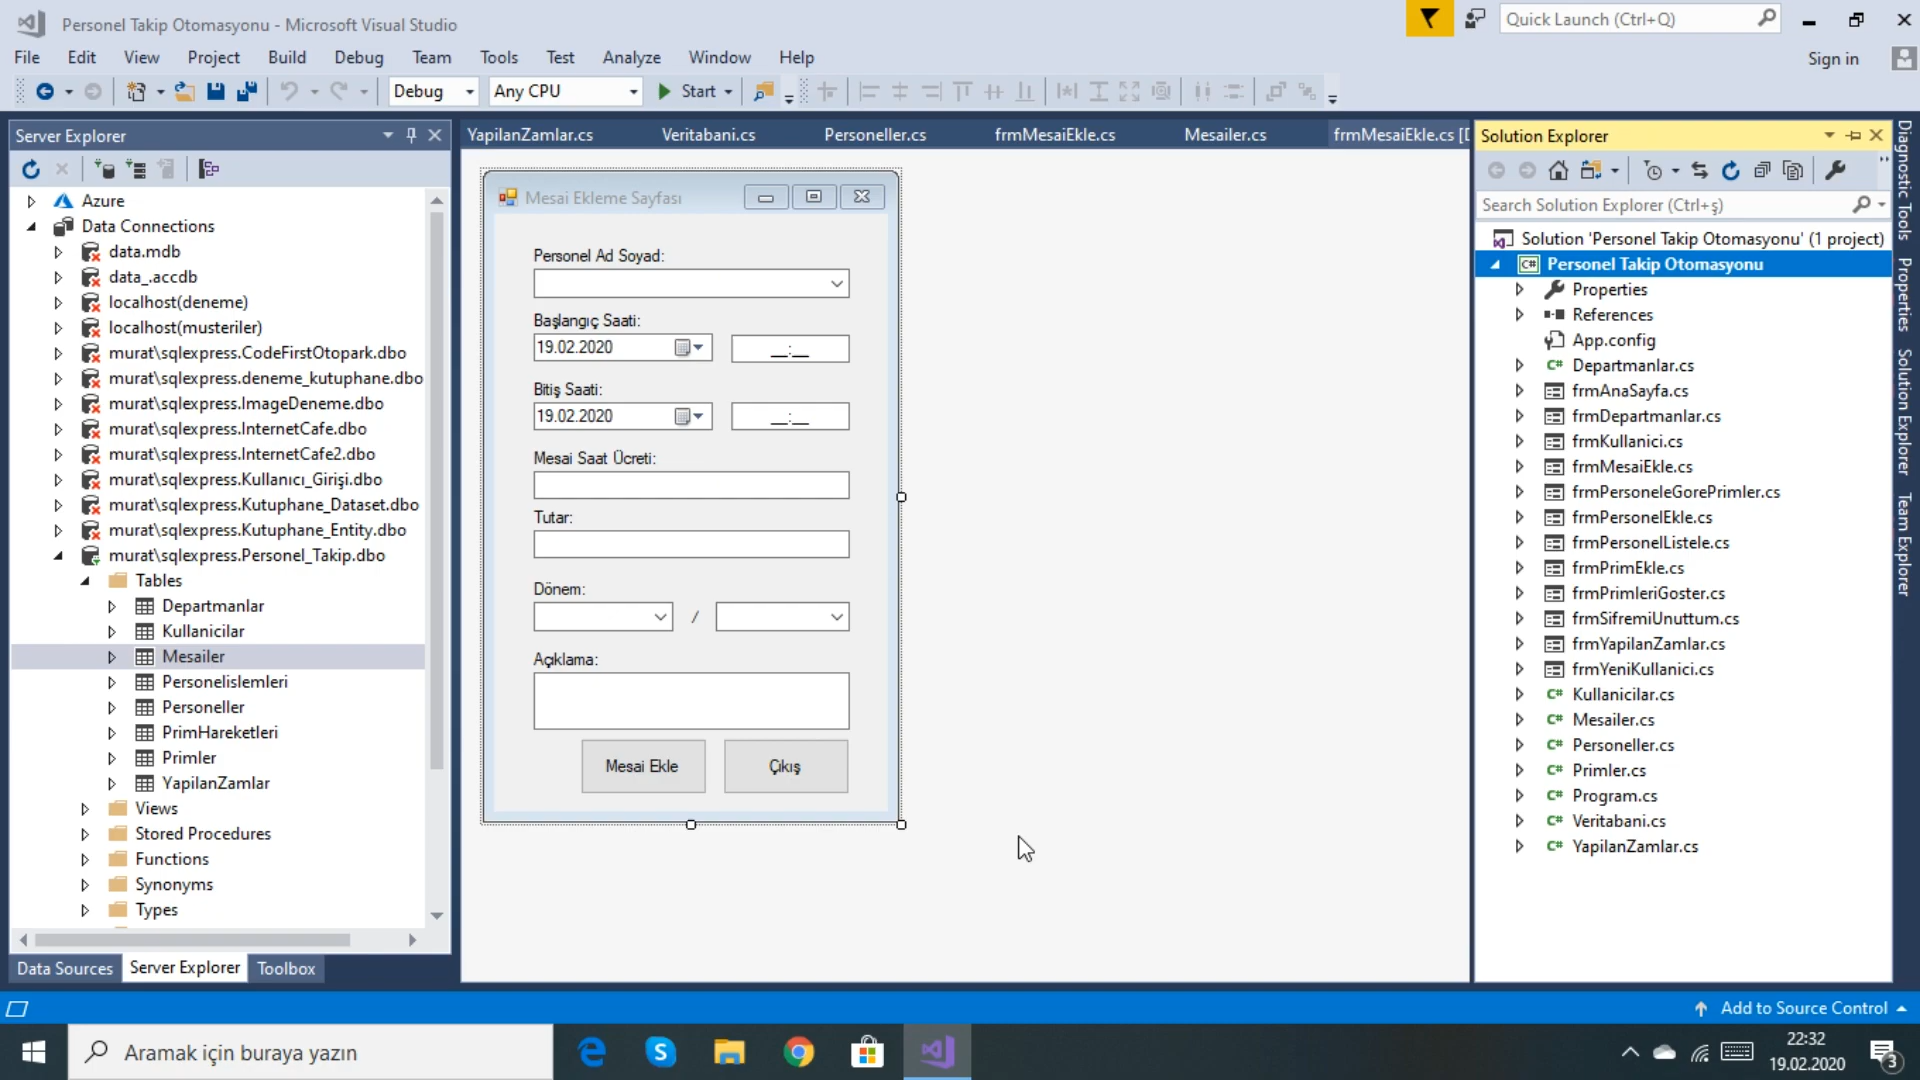 Personel Takip Otomasyonu - Microsoft Visual Studio
Quick Launch (Ctrl+Q)
File Edit View Project Build Debug Team Tools Test Analyze Window Help
Sign in
Debug Any CPU Start
Server Explorer
Azure
Data Connections
data.mdb
data_.accdb
localhost(deneme)
localhost(musteriler)
murat\sqlexpress.CodeFirstOtopark.dbo
murat\sqlexpress.deneme_kutuphane.dbo
murat\sqlexpress.ImageDeneme.dbo
murat\sqlexpress.InternetCafe.dbo
murat\sqlexpress.InternetCafe2.dbo
murat\sqlexpress.Kullanıcı_Girişi.dbo
murat\sqlexpress.Kutuphane_Dataset.dbo
murat\sqlexpress.Kutuphane_Entity.dbo
murat\sqlexpress.Personel_Takip.dbo
Tables
Departmanlar
Kullanicilar
Mesailer
Personelislemleri
Personeller
PrimHareketleri
Primler
YapilanZamlar
Views
Stored Procedures
Functions
Synonyms
Types
Data Sources Server Explorer Toolbox
YapilanZamlar.cs Veritabani.cs Personeller.cs frmMesaiEkle.cs Mesailer.cs frmMesaiEkle.cs [D
Mesai Ekleme Sayfası
Personel Ad Soyad:
Başlangıç Saati:
19.02.2020 __:__
Bitiş Saati:
19.02.2020 __:__
Mesai Saat Ücreti:
Tutar:
Dönem:
/
Açıklama:
Mesai Ekle Çıkış
Solution Explorer
Search Solution Explorer (Ctrl+ş)
Solution 'Personel Takip Otomasyonu' (1 project)
C# Personel Takip Otomasyonu
Properties
References
App.config
C# Departmanlar.cs
frmAnaSayfa.cs
frmDepartmanlar.cs
frmKullanici.cs
frmMesaiEkle.cs
frmPersoneleGorePrimler.cs
frmPersonelEkle.cs
frmPersonelListele.cs
frmPrimEkle.cs
frmPrimleriGoster.cs
frmSifremiUnuttum.cs
frmYapilanZamlar.cs
frmYeniKullanici.cs
C# Kullanicilar.cs
C# Mesailer.cs
C# Personeller.cs
C# Primler.cs
C# Program.cs
C# Veritabani.cs
C# YapilanZamlar.cs
Diagnostic Tools
Properties
Solution Explorer
Team Explorer
Add to Source Control
Aramak için buraya yazın
22:32
19.02.2020
3